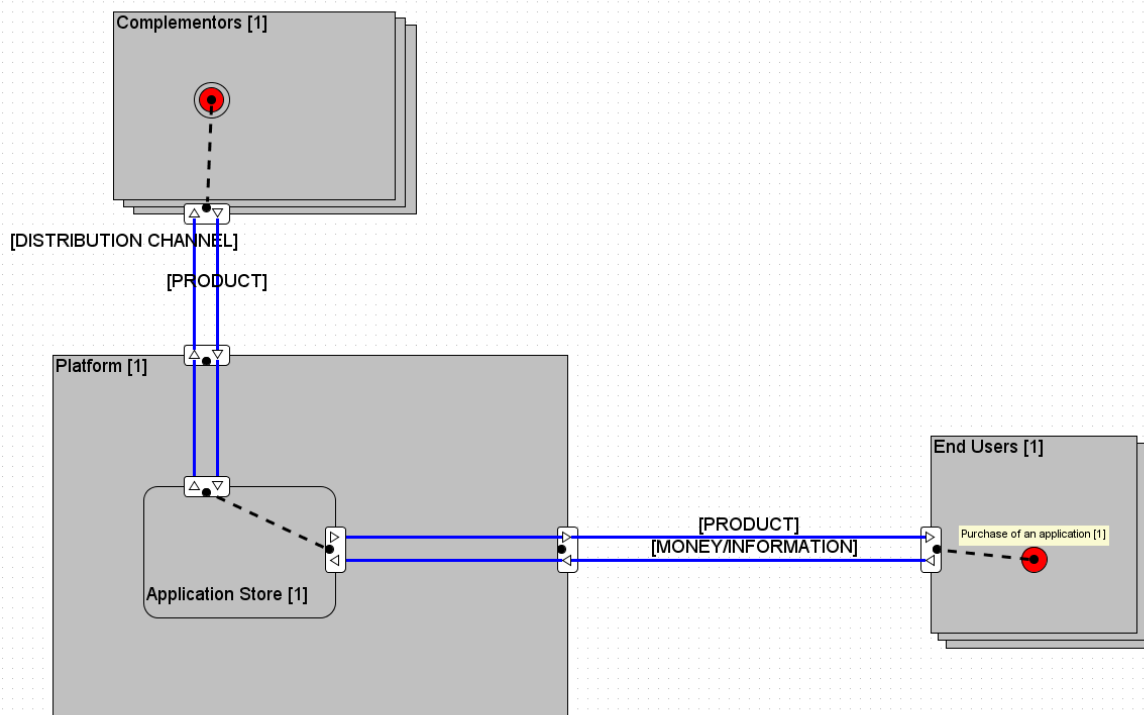 Complementors [1]
[DISTRIBUTION CHANNEL]
[PRODUCT]
Platform [1]
End Users [1]
[PRODUCT]
Purchase of an application [1]
[MONEY/INFORMATION]
Application Store [1]